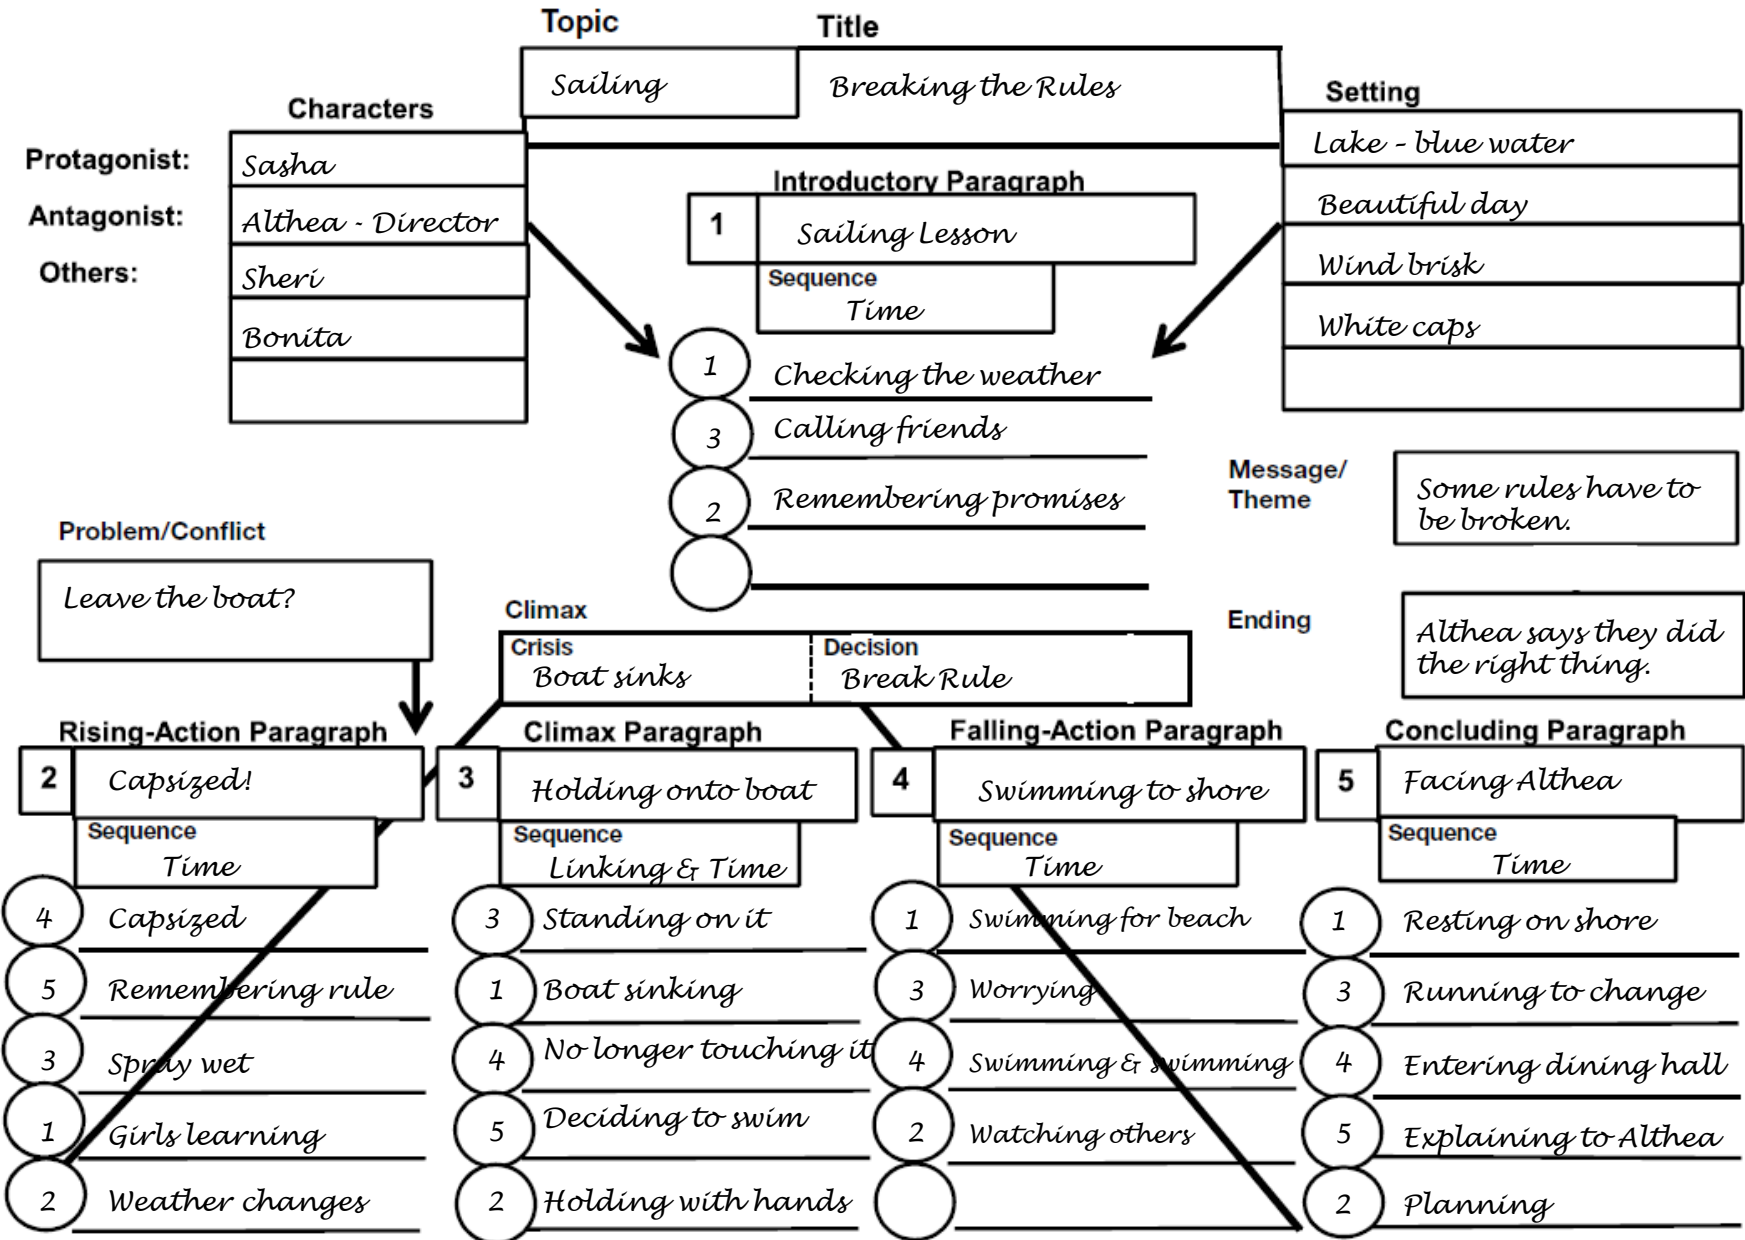 Topic
Title
Sailing
Breaking the Rules
Characters
Protagonist:
Sasha
Antagonist:
Althea - Director
Others:
Sheri
Bonita
Setting
Lake – blue water
Beautiful day
Wind brisk
White caps
Introductory Paragraph
1
Sailing Lesson
Sequence
Time
1 Checking the weather
3 Calling friends
2 Remembering promises
Message/
Theme
Some rules have to
be broken.
Problem/Conflict
Leave the boat?
Climax
Crisis
Boat sinks
Decision
Break Rule
Ending
Althea says they did
the right thing.
Rising-Action Paragraph
2
Capsized!
Sequence
Time
4 Capsized
5 Remembering rule
3 Spray wet
1 Girls learning
2 Weather changes
Climax Paragraph
3
Holding onto boat
Sequence
Linking & Time
3 Standing on it
1 Boat sinking
4 No longer touching it
5 Deciding to swim
2 Holding with hands
Falling-Action Paragraph
4
Swimming to shore
Sequence
Time
1 Swimming for beach
3 Worrying
4 Swimming & swimming
2 Watching others
Concluding Paragraph
5
Facing Althea
Sequence
Time
1 Resting on shore
3 Running to change
4 Entering dining hall
5 Explaining to Althea
2 Planning